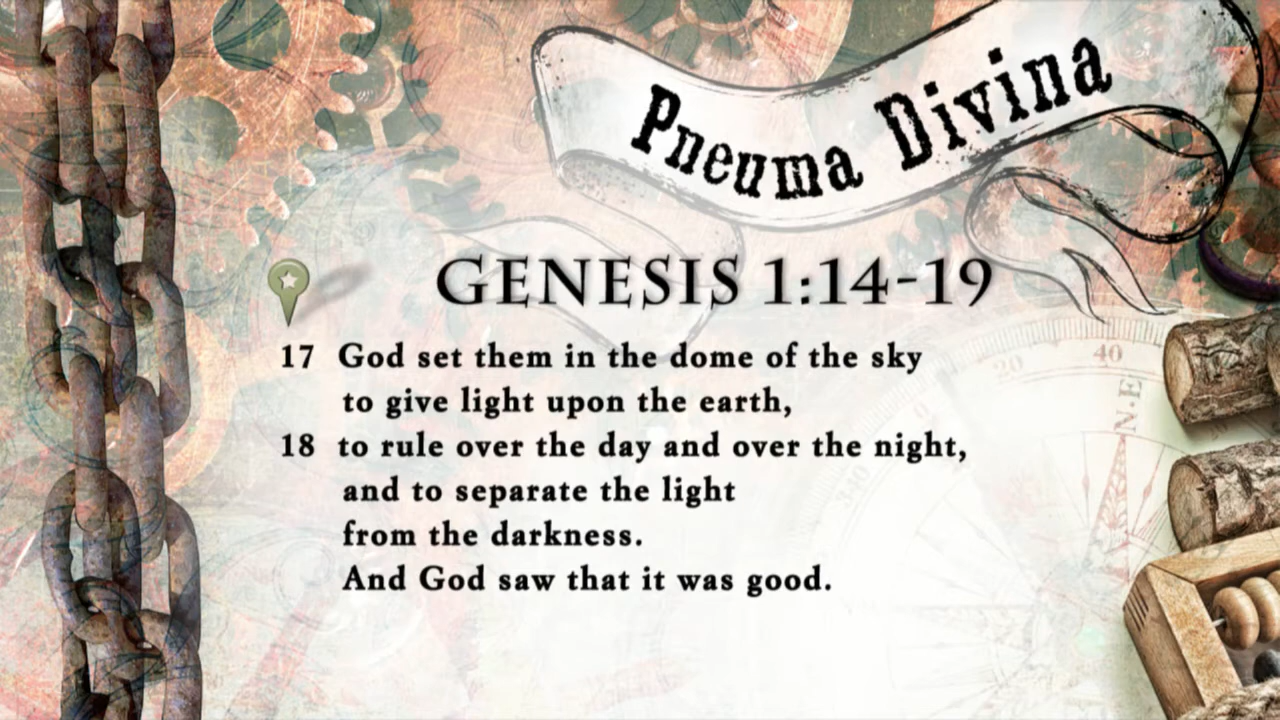 Pneuma Divina
GENESIS 1:14-19
17 God set them in the dome of the sky
to give light upon the earth,
18 to rule over the day and over the night,
and to separate the light
from the darkness.
And God saw that it was good.
20
40
N·E